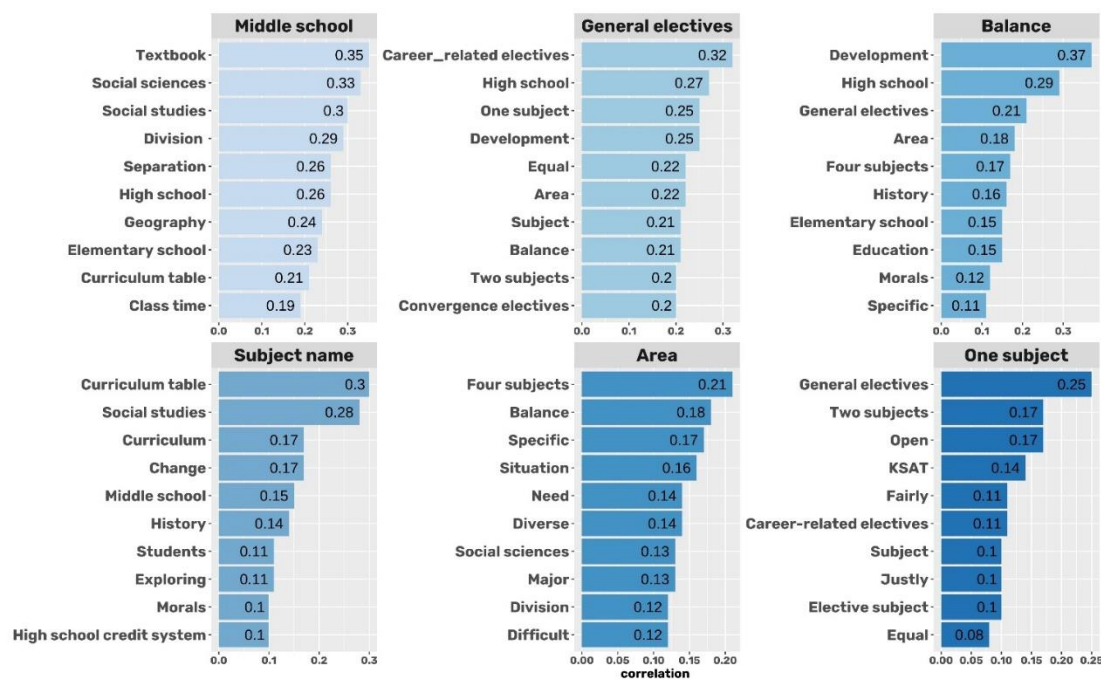 Middle school
Textbook 0.35
Social sciences 0.33
Social studies 0.3
Division 0.29
Separation 0.26
High school 0.26
Geography 0.24
Elementary school 0.23
Curriculum table 0.21
Class time 0.19
0.0 0.1 0.2 0.3
General electives
Career_related electives 0.32
High school 0.27
One subject 0.25
Development 0.25
Equal 0.22
Area 0.22
Subject 0.21
Balance 0.21
Two subjects 0.2
Convergence electives 0.2
0.0 0.1 0.2 0.3
Balance
Development 0.37
High school 0.29
General electives 0.21
Area 0.18
Four subjects 0.17
History 0.16
Elementary school 0.15
Education 0.15
Morals 0.12
Specific 0.11
0.0 0.1 0.2 0.3
Subject name
Curriculum table 0.3
Social studies 0.28
Curriculum 0.17
Change 0.17
Middle school 0.15
History 0.14
Students 0.11
Exploring 0.11
Morals 0.1
High school credit system 0.1
0.0 0.1 0.2 0.3
Area
Four subjects 0.21
Balance 0.18
Specific 0.17
Situation 0.16
Need 0.14
Diverse 0.14
Social sciences 0.13
Major 0.13
Division 0.12
Difficult 0.12
0.00 0.05 0.10 0.15 0.20
correlation
One subject
General electives 0.25
Two subjects 0.17
Open 0.17
KSAT 0.14
Fairly 0.11
Career-related electives 0.11
Subject 0.1
Justly 0.1
Elective subject 0.1
Equal 0.08
0.00 0.05 0.10 0.15 0.20 0.25